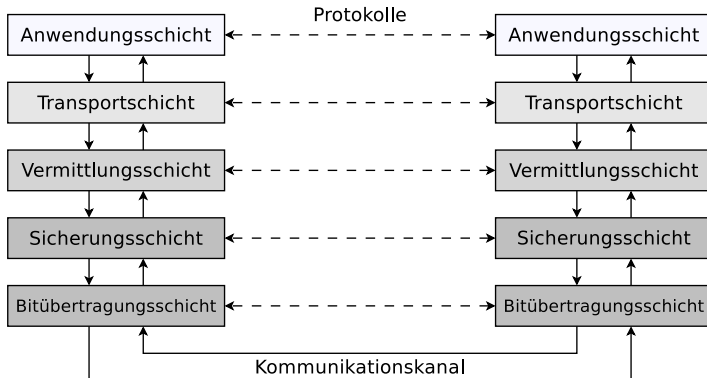 Protokolle
Anwendungsschicht
Anwendungsschicht
Transportschicht
Transportschicht
Vermittlungsschicht
Vermittlungsschicht
Sicherungsschicht
Sicherungsschicht
Bitübertragungsschicht
Bitübertragungsschicht
Kommunikationskanal